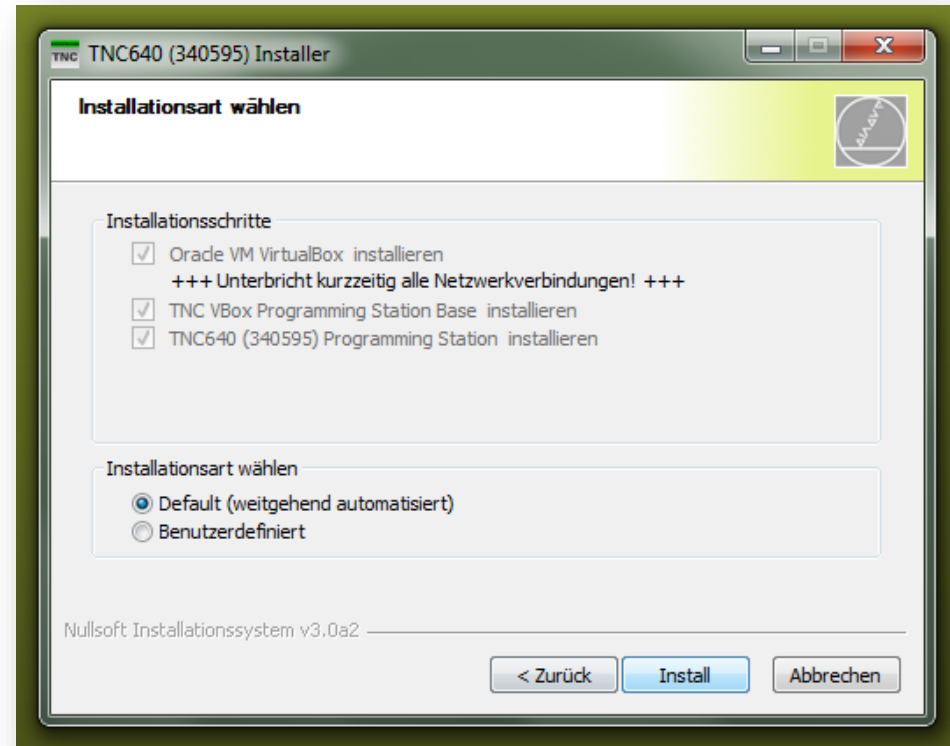 TNC TNC640 (340595) Installer
Installationsart wählen
Installationsschritte
Oracle VM VirtualBox installieren
+++ Unterbricht kurzzeitig alle Netzwerkverbindungen! +++
TNC VBox Programming Station Base installieren
TNC640 (340595) Programming Station installieren
Installationsart wählen
Default (weitgehend automatisiert)
Benutzerdefiniert
Nullsoft Installationssystem v3.0a2
< Zurück Install Abbrechen